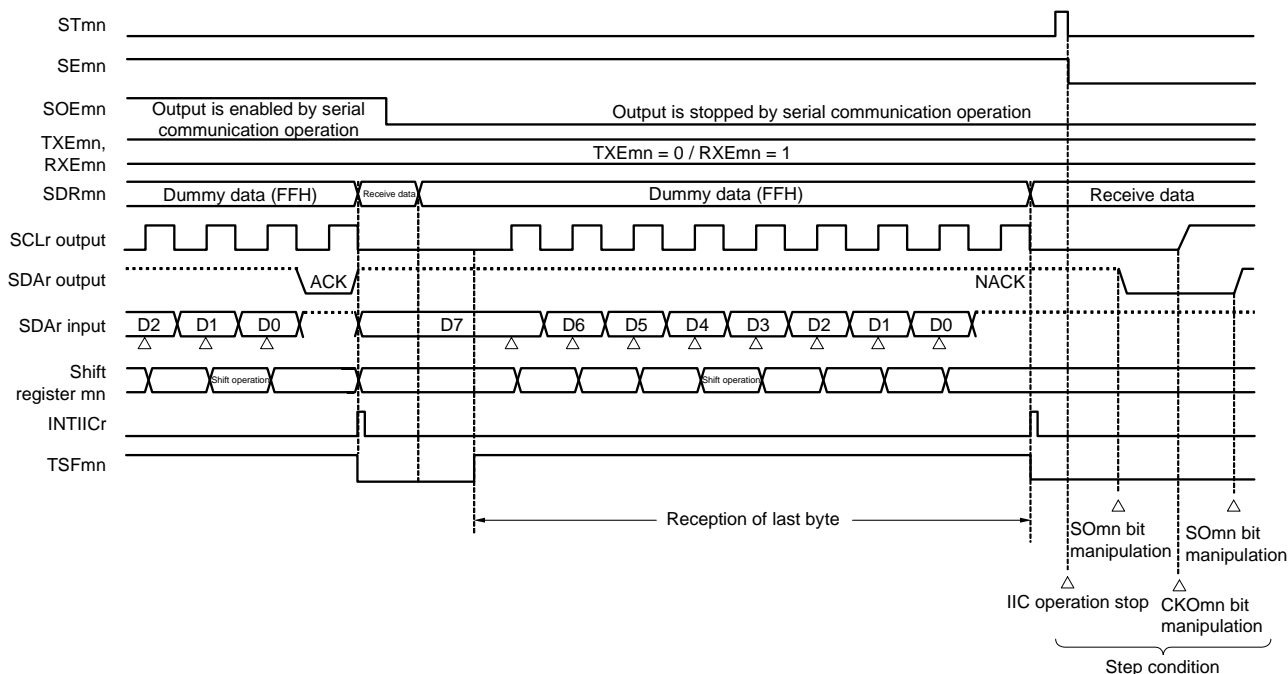 STmn
SEmn
SOEmn
Output is enabled by serial
communication operation
Output is stopped by serial communication operation
TXEmn,
RXEmn
TXEmn = 0 / RXEmn = 1
SDRmn
Dummy data (FFH)
Receive data
Dummy data (FFH)
Receive data
SCLr output
SDAr output
ACK
NACK
SDAr input
D2 D1 D0 D7 D6 D5 D4 D3 D2 D1 D0
Shift
register mn
Shift operation
Shift operation
INTIICr
TSFmn
Reception of last byte
SOmn bit
manipulation
SOmn bit
manipulation
IIC operation stop
CKOmn bit
manipulation
Step condition